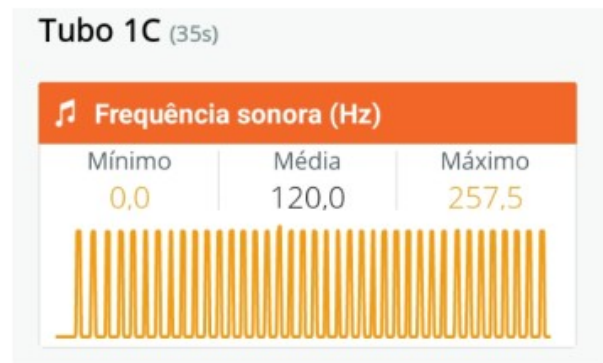 Tubo 1C (35s)
Frequência sonora (Hz)
Mínimo Média Máximo
0,0 120,0 257,5